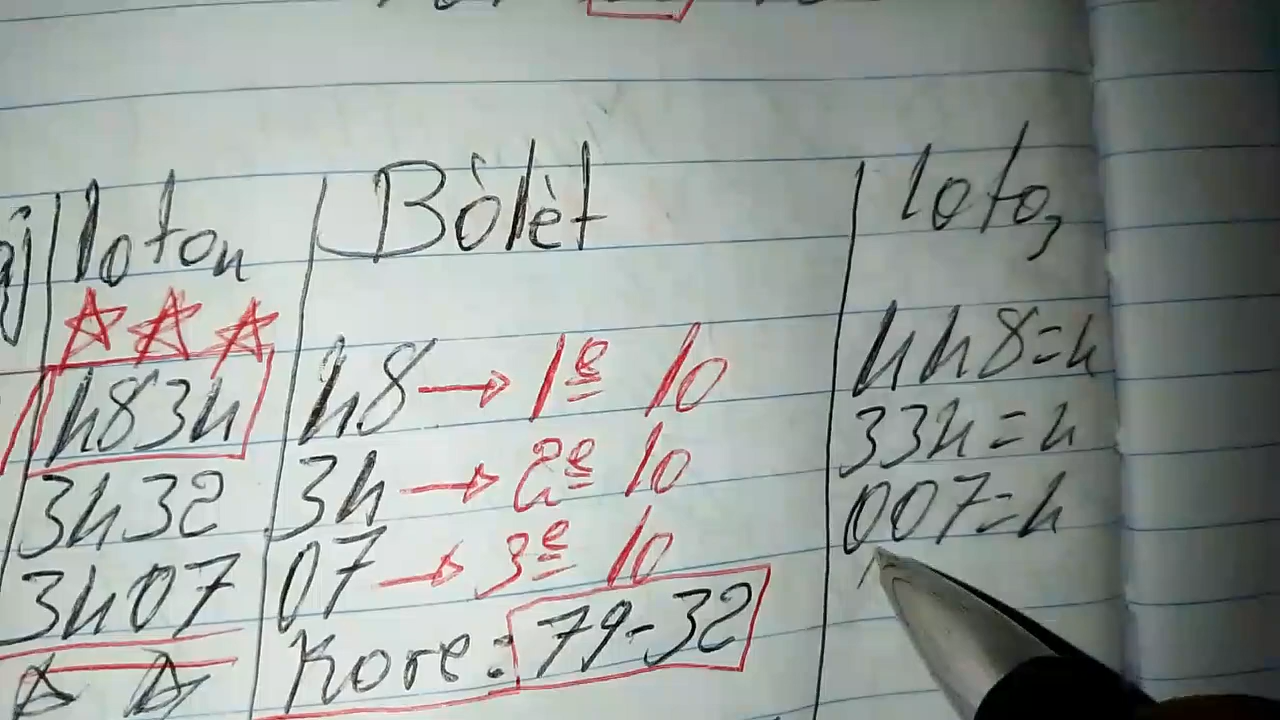 loto4 Bòlèt loto3
4834 48 → 1e 10 448=4
3432 34 → 2e 10 334=4
3407 07 → 3e 10 007=4
Kore: 79-32